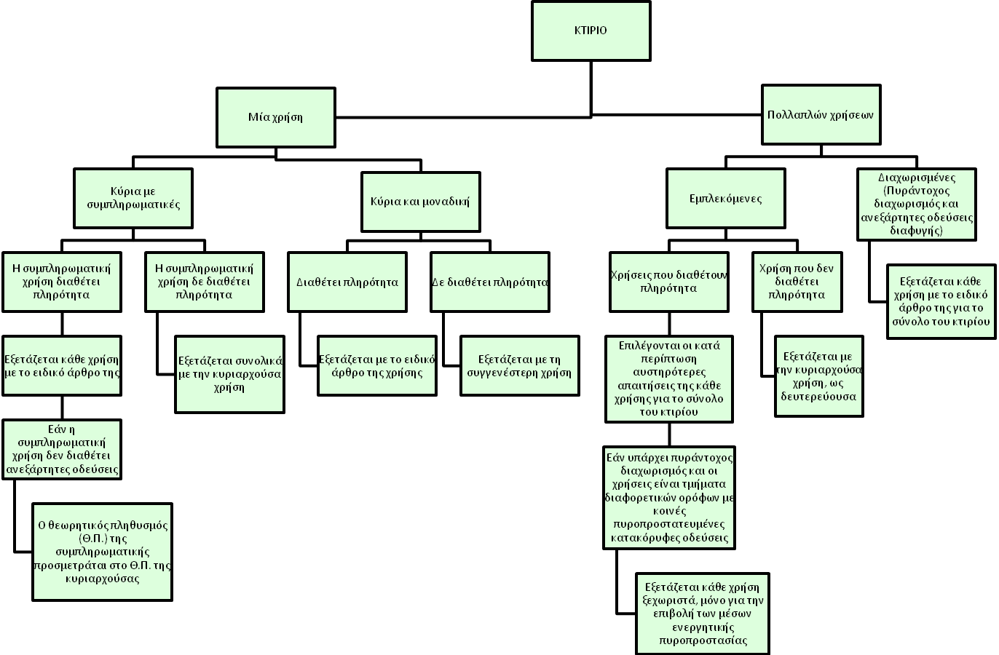 ΚΤΙΡΙΟ
Μία χρήση
Πολλαπλών χρήσεων
Κύρια με
συμπληρωματικές
Κύρια και μοναδική
Εμπλεκόμενες
Διαχωρισμένες
(Πυράντοχος
διαχωρισμός και
ανεξάρτητες οδεύσεις
διαφυγής)
Η συμπληρωματική
χρήση διαθέτει
πληρότητα
Η συμπληρωματική
χρήση δε διαθέτει
πληρότητα
Διαθέτει πληρότητα
Δε διαθέτει πληρότητα
Χρήσεις που διαθέτουν
πληρότητα
Χρήση που δεν
διαθέτει
πληρότητα
Εξετάζεται κάθε
χρήση με το ειδικό
άρθρο της για το
σύνολο του κτιρίου
Εξετάζεται κάθε χρήση
με το ειδικό άρθρο της
Εξετάζεται συνολικά
με την κυριαρχούσα
χρήση
Εξετάζεται με το ειδικό
άρθρο της χρήσης
Εξετάζεται με τη
συγγενέστερη χρήση
Επιλέγονται οι κατά
περίπτωση
αυστηρότερες
απαιτήσεις της κάθε
χρήσης για το σύνολο
του κτιρίου
Εξετάζεται με
την κυριαρχούσα
χρήση, ως
δευτερεύουσα
Εάν η
συμπληρωματική
χρήση δεν διαθέτει
ανεξάρτητες οδεύσεις
Εάν υπάρχει πυράντοχος
διαχωρισμός και οι
χρήσεις είναι τμήματα
διαφορετικών ορόφων με
κοινές
πυροπροστατευμένες
κατακόρυφες οδεύσεις
Ο θεωρητικός πληθυσμός
(Θ.Π.) της
συμπληρωματικής
προσμετράται στο Θ.Π. της
κυριαρχούσας
Εξετάζεται κάθε χρήση
ξεχωριστά, μόνο για την
επιβολή των μέσων
ενεργητικής
πυροπροστασίας